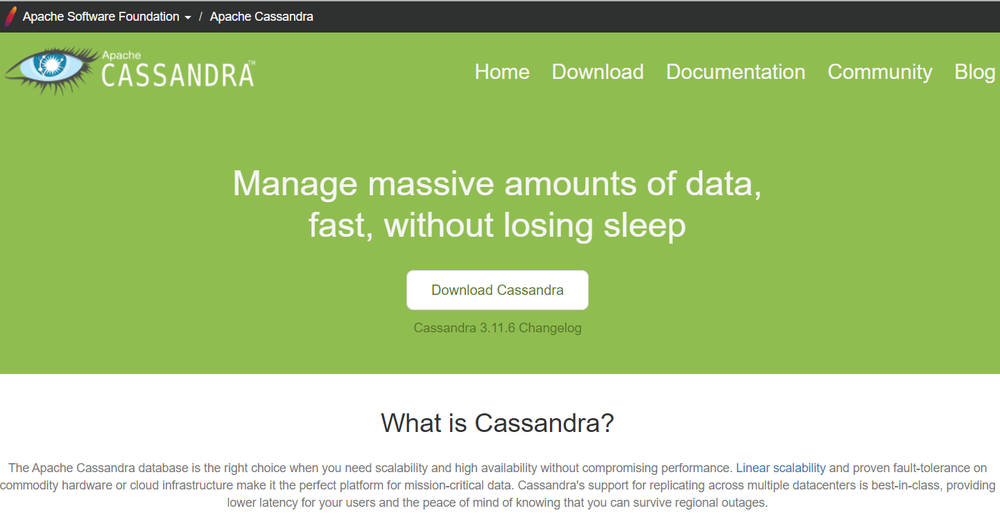 Apache Software Foundation / Apache Cassandra
Apache
CASSANDRA™
Home Download Documentation Community Blog
Manage massive amounts of data,
fast, without losing sleep
Download Cassandra
Cassandra 3.11.6 Changelog
What is Cassandra?
The Apache Cassandra database is the right choice when you need scalability and high availability without compromising performance. Linear scalability and proven fault-tolerance on
commodity hardware or cloud infrastructure make it the perfect platform for mission-critical data. Cassandra's support for replicating across multiple datacenters is best-in-class, providing
lower latency for your users and the peace of mind of knowing that you can survive regional outages.